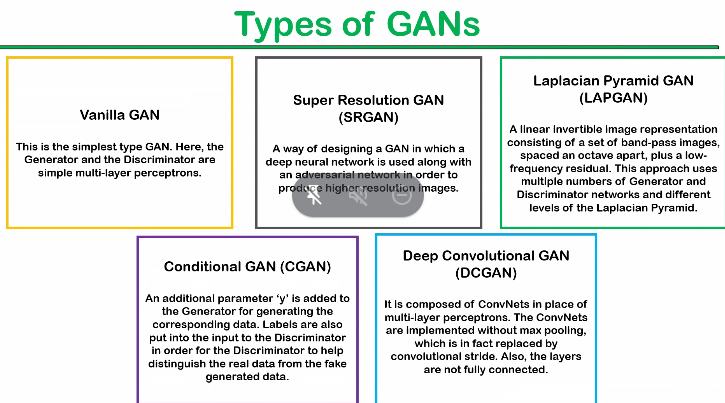 Types of GANs
Vanilla GAN
This is the simplest type GAN. Here, the
Generator and the Discriminator are
simple multi-layer perceptrons.
Super Resolution GAN
(SRGAN)
A way of designing a GAN in which a
deep neural network is used along with
an adversarial network in order to
produce higher resolution images.
Laplacian Pyramid GAN
(LAPGAN)
A linear invertible image representation
consisting of a set of band-pass images,
spaced an octave apart, plus a low-
frequency residual. This approach uses
multiple numbers of Generator and
Discriminator networks and different
levels of the Laplacian Pyramid.
Conditional GAN (CGAN)
An additional parameter ‘y’ is added to
the Generator for generating the
corresponding data. Labels are also
put into the input to the Discriminator
in order for the Discriminator to help
distinguish the real data from the fake
generated data.
Deep Convolutional GAN
(DCGAN)
It is composed of ConvNets in place of
multi-layer perceptrons. The ConvNets
are implemented without max pooling,
which is in fact replaced by
convolutional stride. Also, the layers
are not fully connected.